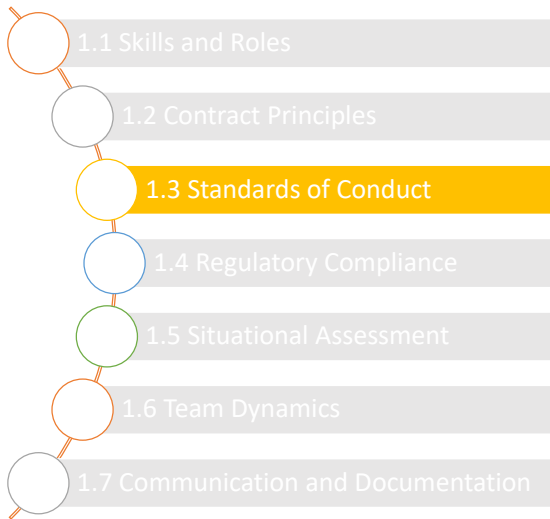 1.1 Skills and Roles
1.2 Contract Principles
1.3 Standards of Conduct
1.4 Regulatory Compliance
1.5 Situational Assessment
1.6 Team Dynamics
1.7 Communication and Documentation